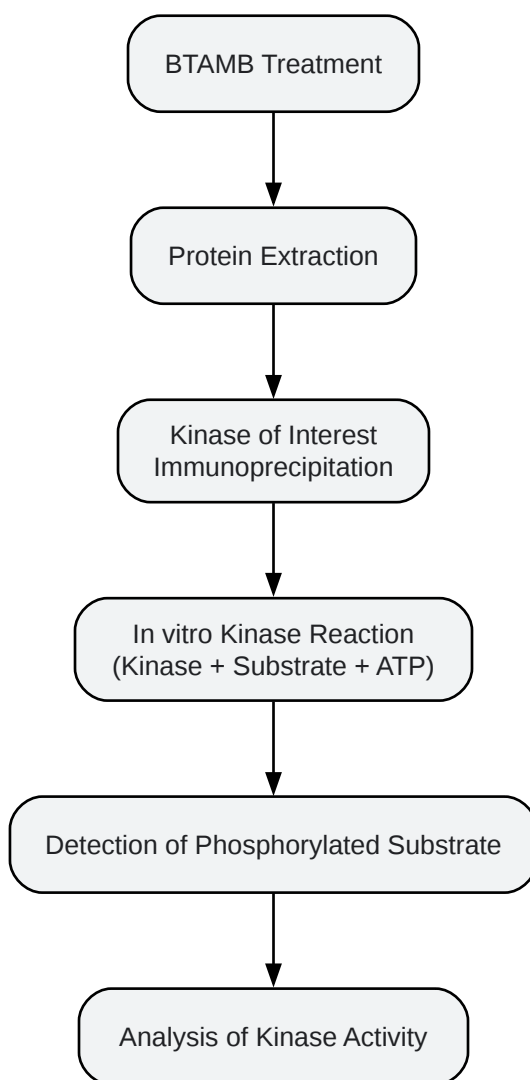 BTAMB Treatment
Protein Extraction
Kinase of Interest
Immunoprecipitation
In vitro Kinase Reaction
(Kinase + Substrate + ATP)
Detection of Phosphorylated Substrate
Analysis of Kinase Activity